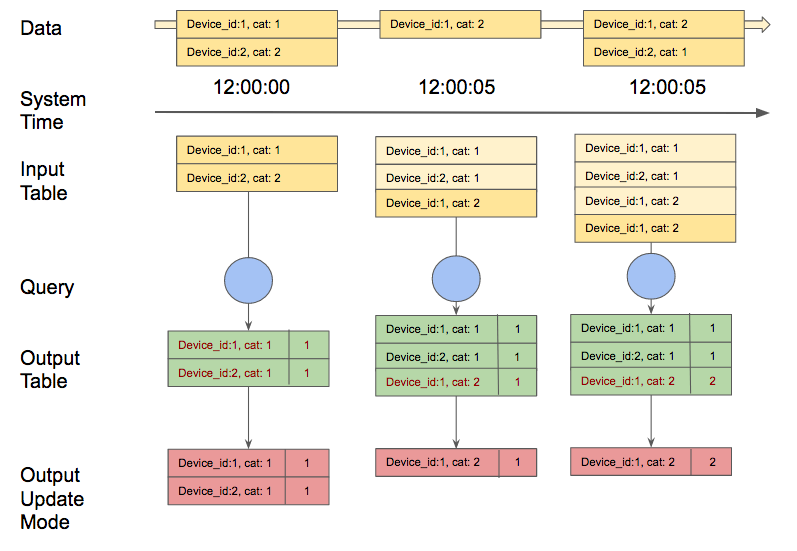 Data
Device_id:1, cat: 1
Device_id:2, cat: 2
Device_id:1, cat: 2
Device_id:1, cat: 2
Device_id:2, cat: 1
12:00:00
12:00:05
12:00:05
System
Time
Input
Table
Device_id:1, cat: 1
Device_id:2, cat: 2
Device_id:1, cat: 1
Device_id:2, cat: 1
Device_id:1, cat: 2
Device_id:1, cat: 1
Device_id:2, cat: 1
Device_id:1, cat: 2
Device_id:1, cat: 2
Query
Output
Table
Device_id:1, cat: 1 1
Device_id:2, cat: 1 1
Device_id:1, cat: 1 1
Device_id:2, cat: 1 1
Device_id:1, cat: 2 1
Device_id:1, cat: 1 1
Device_id:2, cat: 1 1
Device_id:1, cat: 2 2
Output
Update
Mode
Device_id:1, cat: 1 1
Device_id:2, cat: 1 1
Device_id:1, cat: 2 1
Device_id:1, cat: 2 2